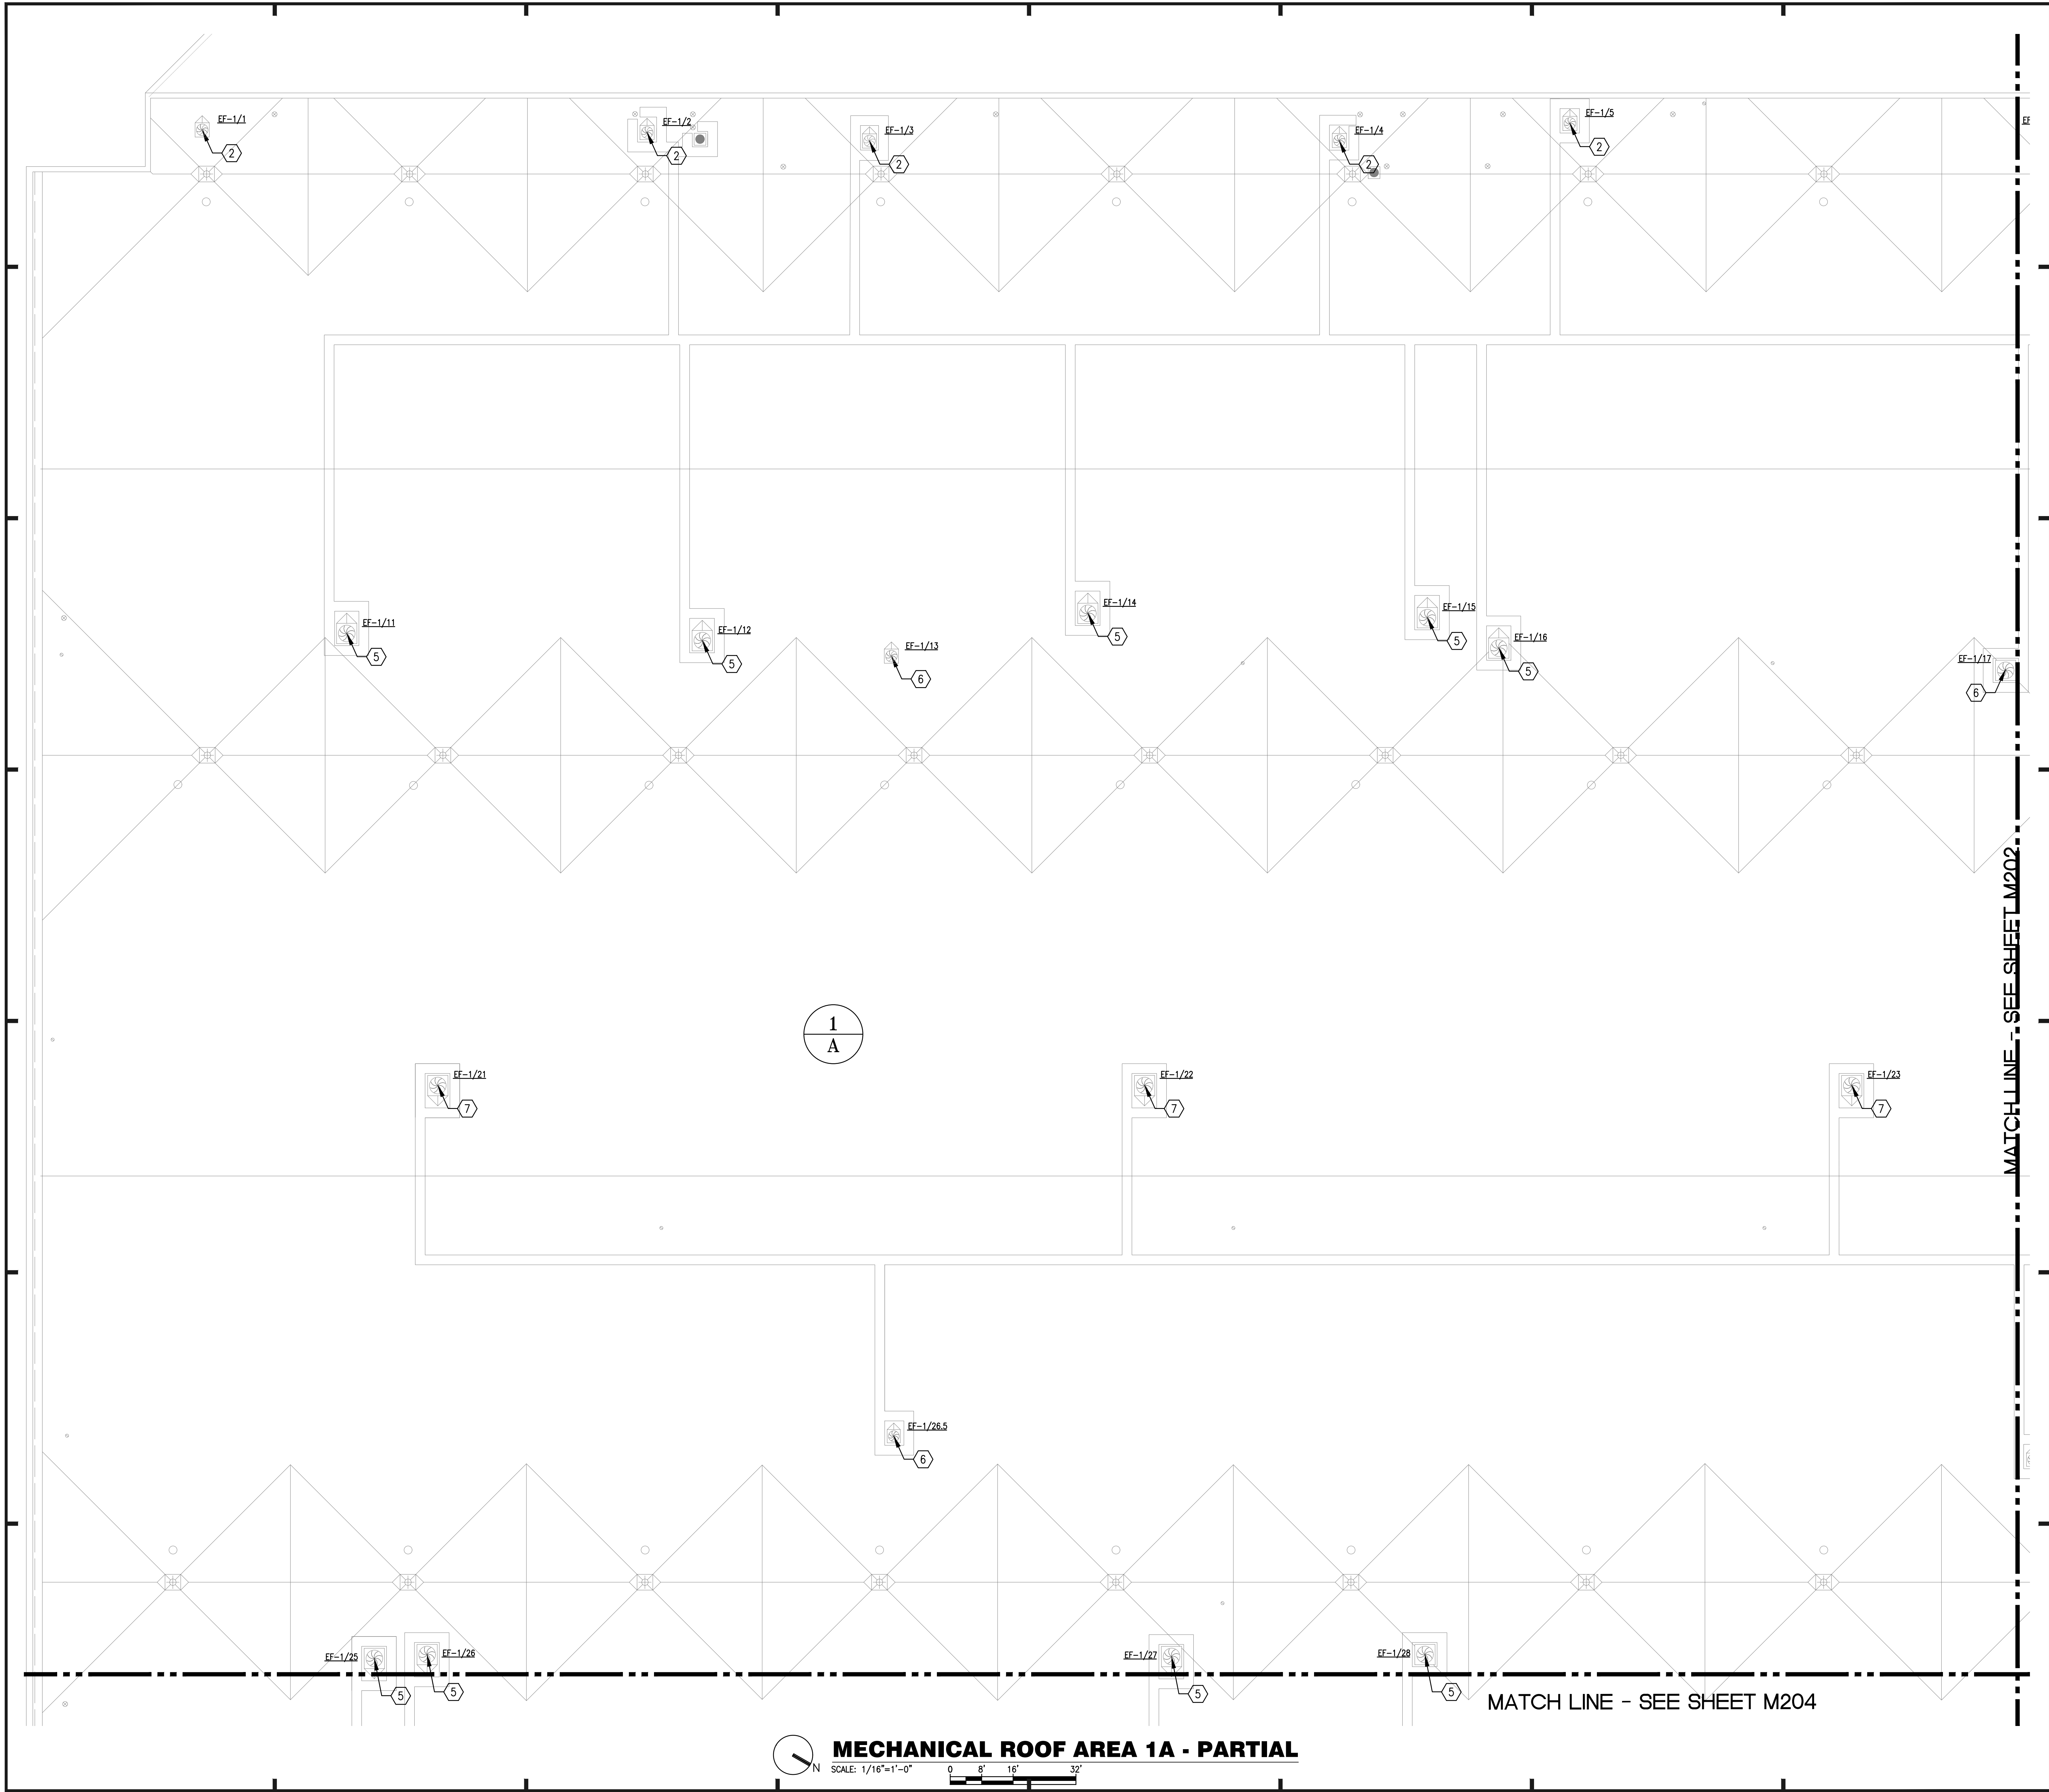 EF-1/1
2
EF-1/2
2
EF-1/3
2
EF-1/4
2
EF-1/5
2
EF
EF-1/11
5
EF-1/12
5
EF-1/13
6
EF-1/14
5
EF-1/15
5
EF-1/16
5
EF-1/17
6
MATCH LINE - SEE SHEET M202
1
A
EF-1/21
7
EF-1/22
7
EF-1/23
7
EF-1/26.5
6
EF-1/25
5
EF-1/26
5
EF-1/27
5
EF-1/28
5
MATCH LINE - SEE SHEET M204
N
MECHANICAL ROOF AREA 1A - PARTIAL
SCALE: 1/16"=1'-0"
0 8' 16' 32'